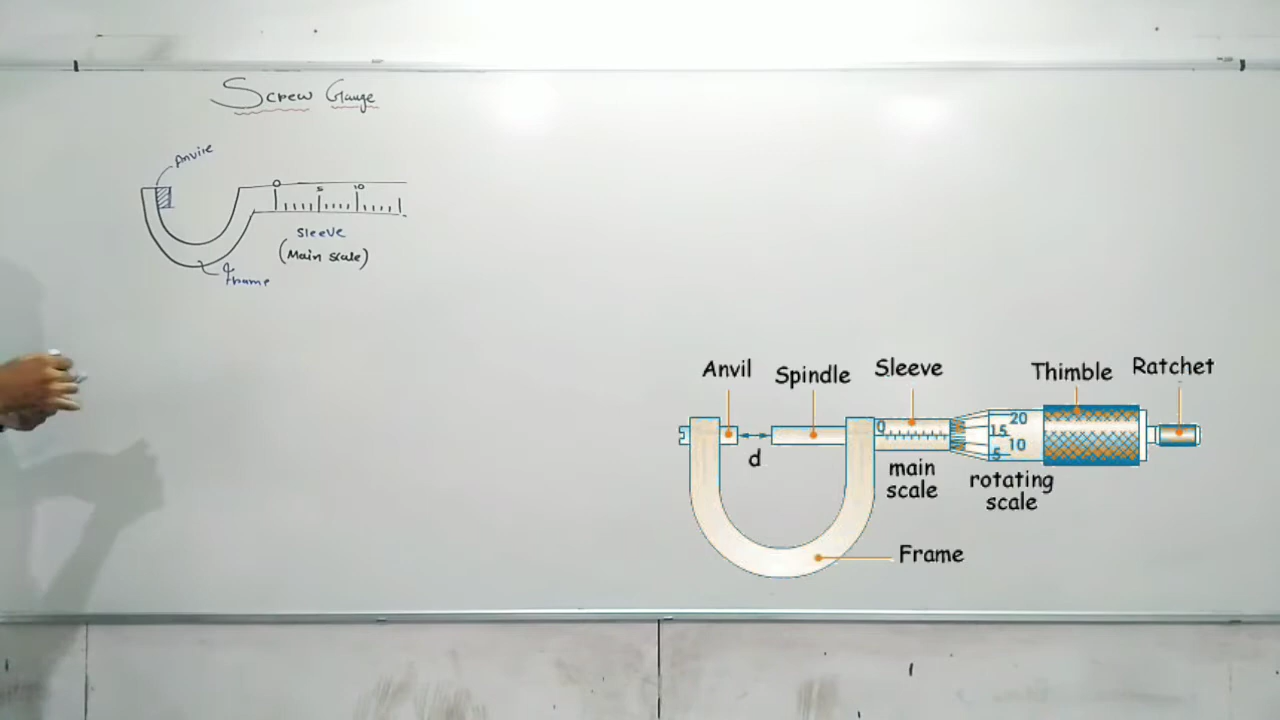 Screw Gauge
Anvil
0 5 10
Sleeve
(Main scale)
Frame
Anvil Spindle Sleeve Thimble Ratchet
0
20
15
10
5
d
main
scale
rotating
scale
Frame